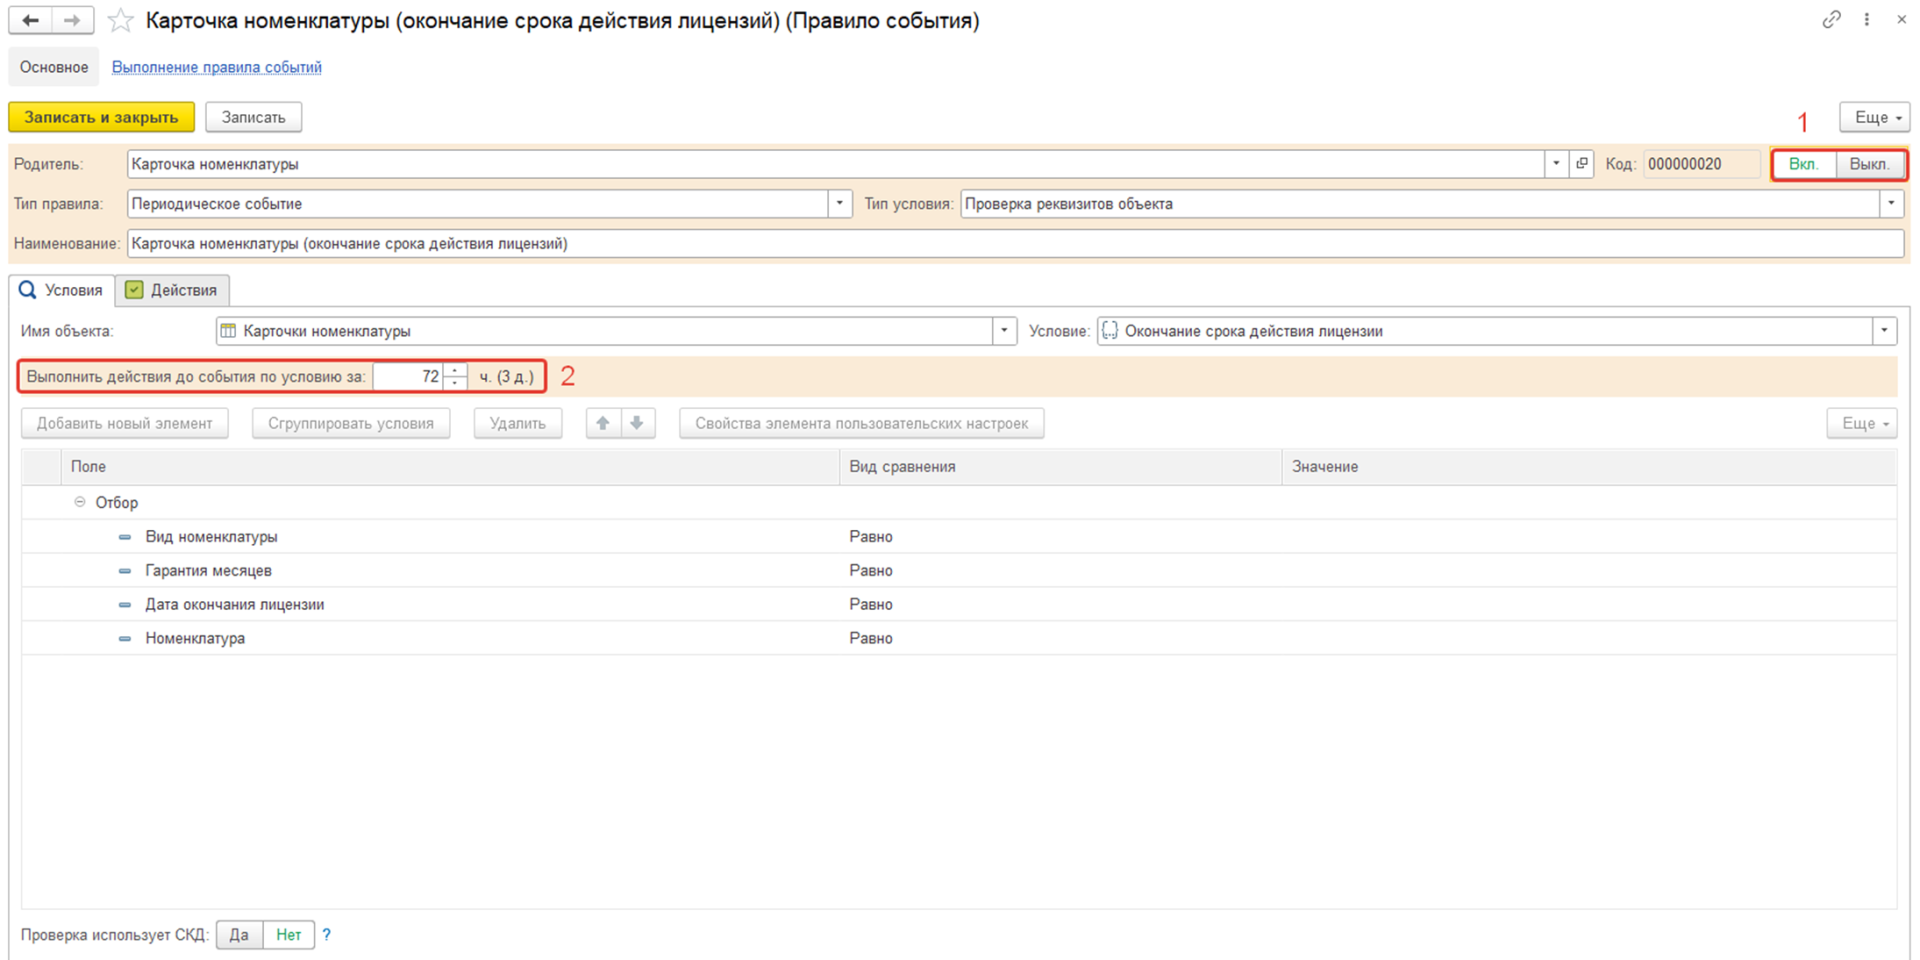 Карточка номенклатуры (окончание срока действия лицензий) (Правило события)
Основное Выполнение правила событий
Записать и закрыть Записать 1 Еще
Родитель: Карточка номенклатуры Код: 000000020 Вкл. Выкл.
Тип правила: Периодическое событие Тип условия: Проверка реквизитов объекта
Наименование: Карточка номенклатуры (окончание срока действия лицензий)
Условия Действия
Имя объекта: Карточки номенклатуры Условие: Окончание срока действия лицензии
Выполнить действия до события по условию за: 72 ч. (3 д.) 2
Добавить новый элемент Сгруппировать условия Удалить Свойства элемента пользовательских настроек Еще
Поле Вид сравнения Значение
Отбор
Вид номенклатуры Равно
Гарантия месяцев Равно
Дата окончания лицензии Равно
Номенклатура Равно
Проверка использует СКД: Да Нет ?